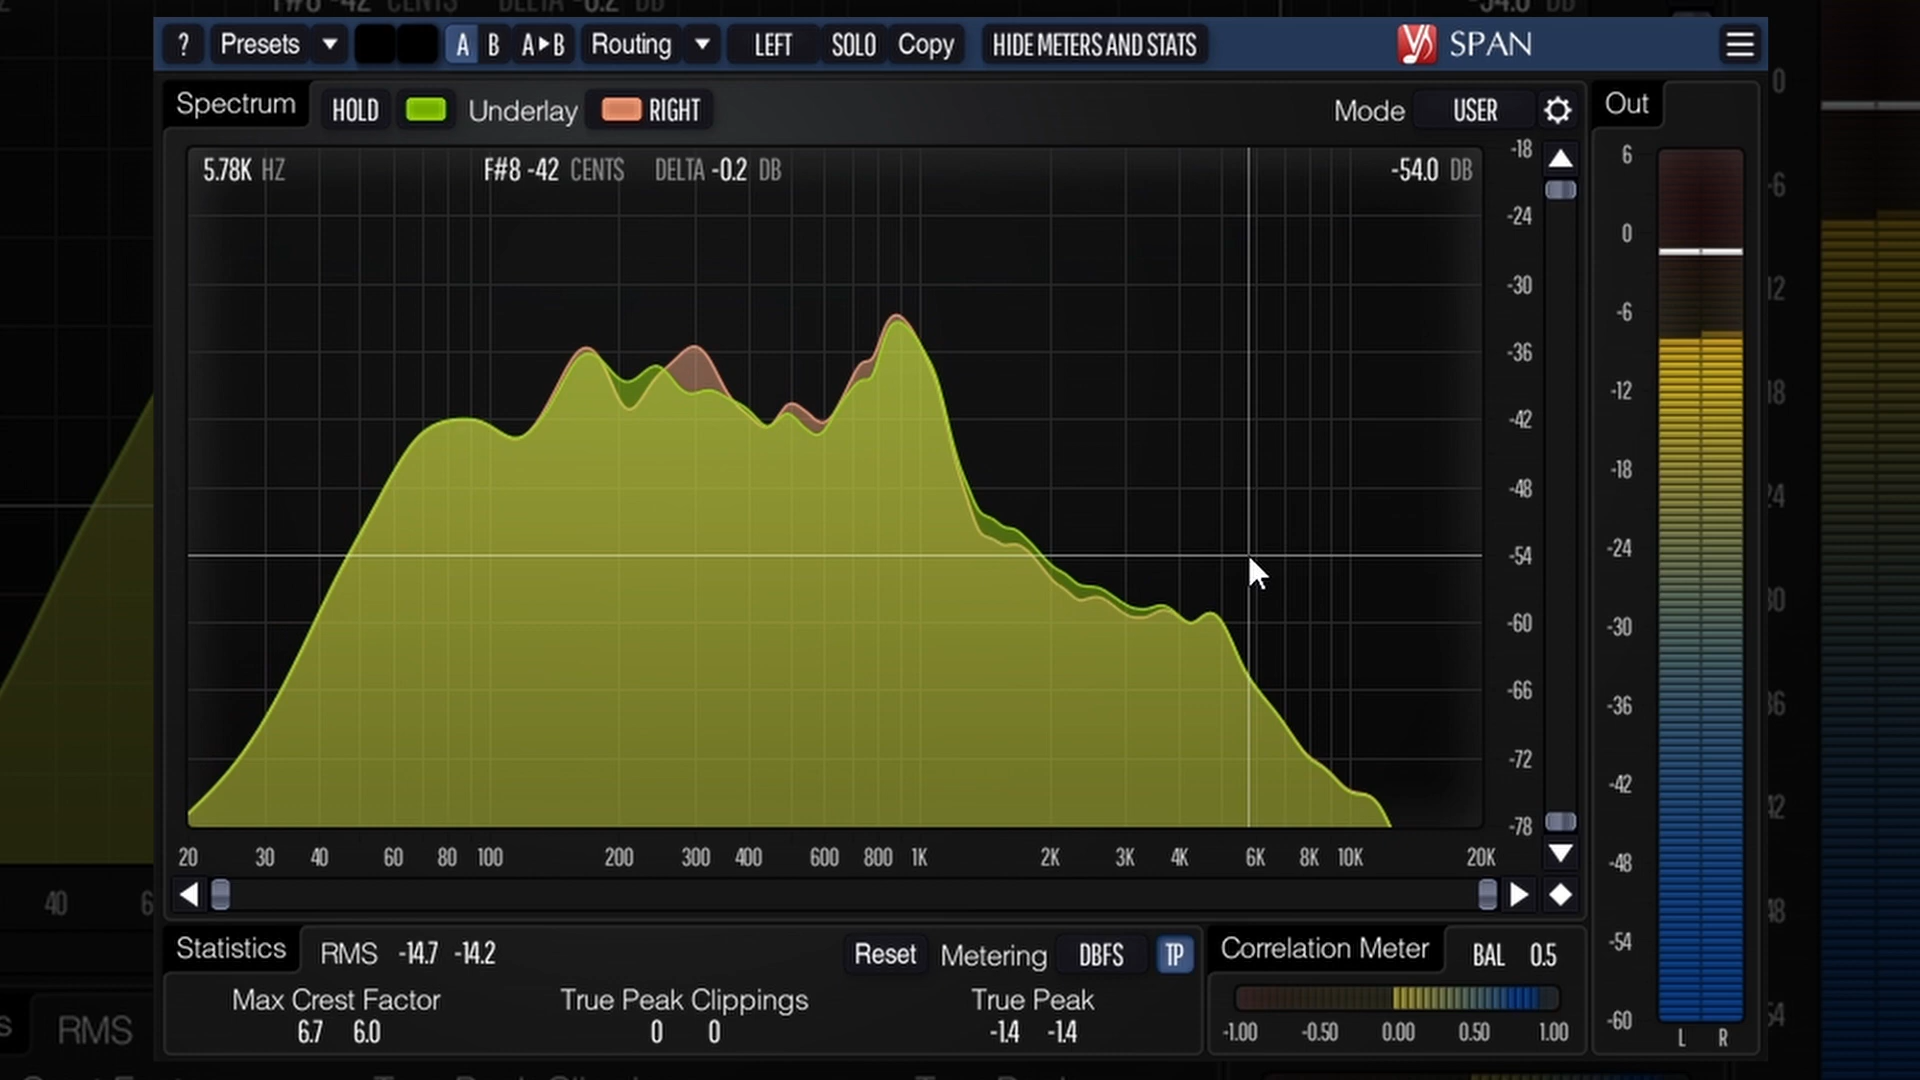 ? Presets A B A▸B Routing LEFT SOLO Copy HIDE METERS AND STATS SPAN
Spectrum HOLD Underlay RIGHT Mode USER Out
5.78K HZ F#8 -42 CENTS DELTA -0.2 DB -54.0 DB
-18
-24
-30
-36
-42
-48
-54
-60
-66
-72
-78
20 30 40 60 80 100 200 300 400 600 800 1K 2K 3K 4K 6K 8K 10K 20K
6
0
-6
-12
-18
-24
-30
-36
-42
-48
-54
-60
L R
Statistics RMS -14.7 -14.2 Reset Metering DBFS TP
Max Crest Factor True Peak Clippings True Peak
6.7 6.0 0 0 -1.4 -1.4
Correlation Meter BAL 0.5
-1.00 -0.50 0.00 0.50 1.00
40
RMS